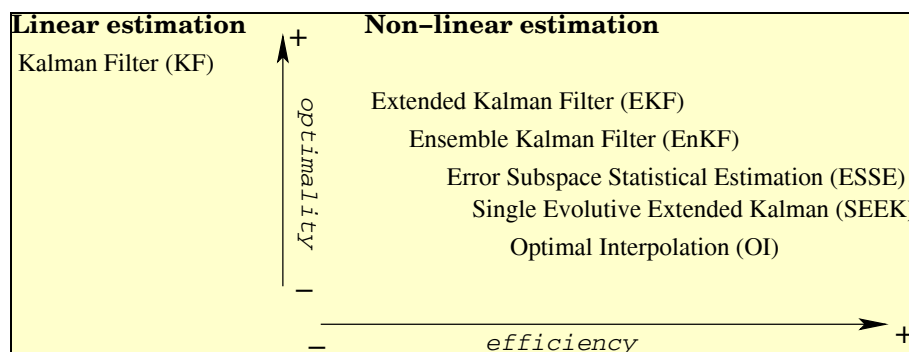 Linear estimation
Non–linear estimation
+
Kalman Filter (KF)
Extended Kalman Filter (EKF)
Ensemble Kalman Filter (EnKF)
Error Subspace Statistical Estimation (ESSE)
Single Evolutive Extended Kalman (SEEK)
Optimal Interpolation (OI)
optimality
–
–
efficiency
+